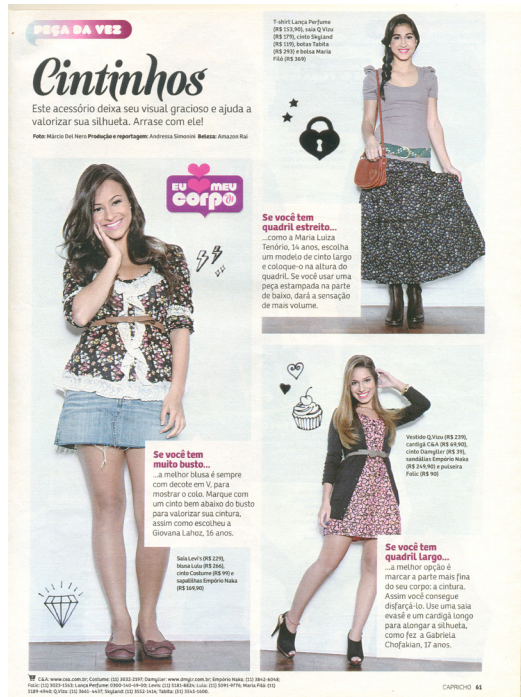 PEÇA DA VEZ
Cintinhos
Este acessório deixa seu visual gracioso e ajuda a
valorizar sua silhueta. Arrase com ele!
Foto: Márcio Del Nero Produção e reportagem: Andressa Simonini Beleza: Amazon Rai
T-shirt Lança Perfume
(R$ 153,90), saia Q.Vizu
(R$ 179), cinto Skyland
(R$ 119), botas Tabita
(R$ 293) e bolsa Maria
Filó (R$ 369)
EU MEU
CORPO
Se você tem
quadril estreito...
...como a Maria Luiza
Tenório, 14 anos, escolha
um modelo de cinto largo
e coloque-o na altura do
quadril. Se você usar uma
peça estampada na parte
de baixo, dará a sensação
de mais volume.
Se você tem
muito busto...
...a melhor blusa é sempre
com decote em V, para
mostrar o colo. Marque com
um cinto bem abaixo do busto
para valorizar sua cintura,
assim como escolheu a
Giovana Lahoz, 16 anos.
Saia Levi's (R$ 229),
blusa Lulu (R$ 266),
cinto Costume (R$ 99) e
sapatilhas Empório Naka
(R$ 169,90)
Vestido Q.Vizu (R$ 239),
cardigã C&A (R$ 69,90),
cinto Damyller (R$ 39),
sandálias Empório Naka
(R$ 249,90) e pulseira
Folic (R$ 90)
Se você tem
quadril largo...
...a melhor opção é
marcar a parte mais fina
do seu corpo: a cintura.
Assim você consegue
disfarçá-lo. Use uma saia
evasê e um cardigã longo
para alongar a silhueta,
como fez a Gabriela
Chofakian, 17 anos.
CAPRICHO 61